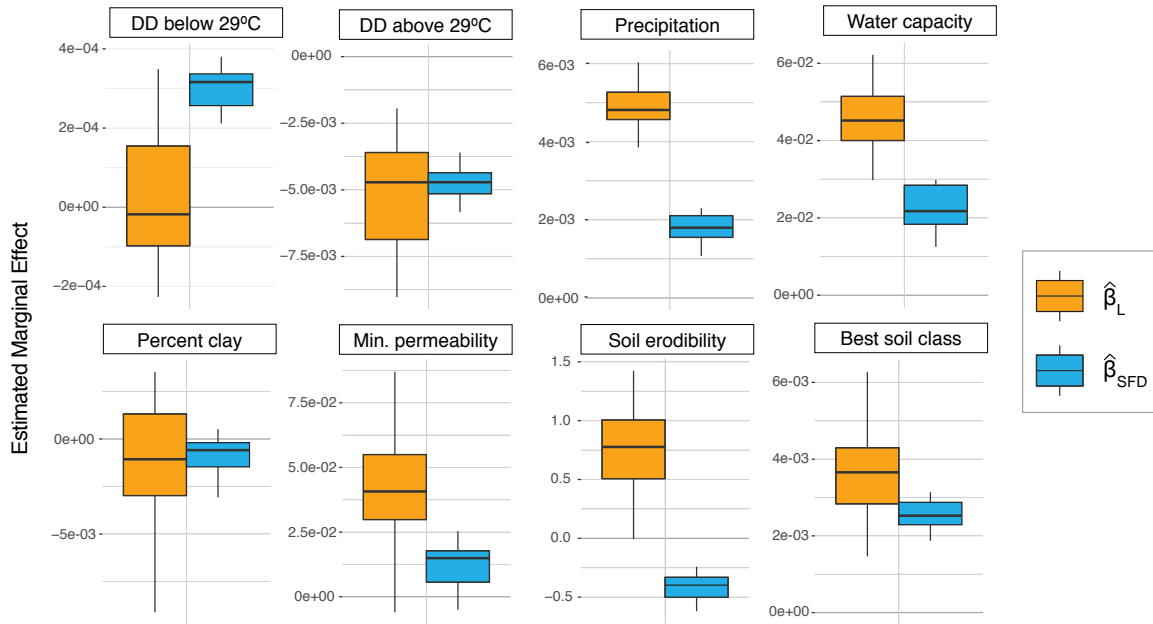 Estimated Marginal Effect
DD below 29ºC
4e−04
2e−04
0e+00
−2e−04
DD above 29ºC
0e+00
−2.5e−03
−5.0e−03
−7.5e−03
Precipitation
6e−03
4e−03
2e−03
0e+00
Water capacity
6e−02
4e−02
2e−02
0e+00
Percent clay
0e+00
−5e−03
Min. permeability
7.5e−02
5.0e−02
2.5e−02
0e+00
Soil erodibility
1.5
1.0
0.5
0.0
−0.5
Best soil class
6e−03
4e−03
2e−03
0e+00
β̂L
β̂SFD